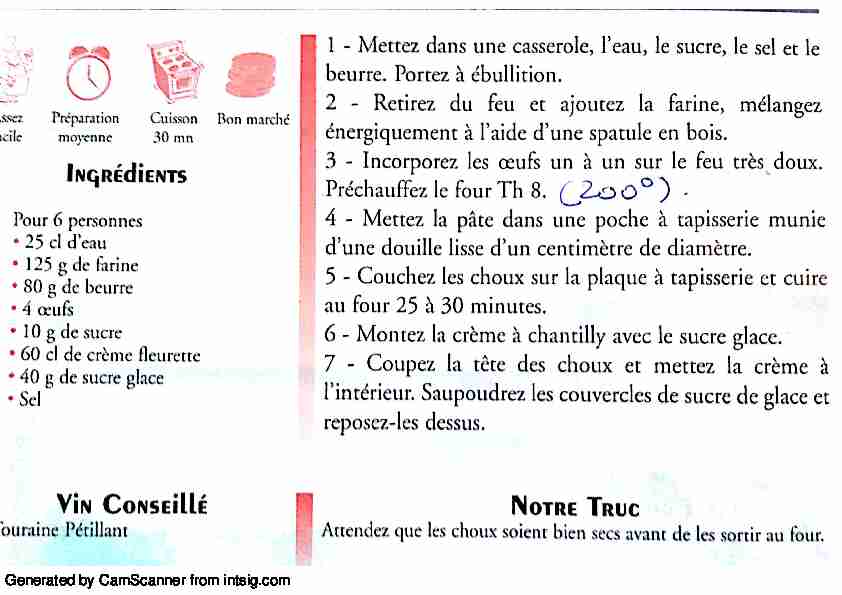 Préparation
moyenne
Cuisson
30 mn
Bon marché
Ingrédients
Pour 6 personnes
• 25 cl d'eau
• 125 g de farine
• 80 g de beurre
• 4 œufs
• 10 g de sucre
• 60 cl de crème fleurette
• 40 g de sucre glace
• Sel
Vin Conseillé
Touraine Pétillant
1 - Mettez dans une casserole, l'eau, le sucre, le sel et le
beurre. Portez à ébullition.
2 - Retirez du feu et ajoutez la farine, mélangez
énergiquement à l'aide d'une spatule en bois.
3 - Incorporez les œufs un à un sur le feu très doux.
Préchauffez le four Th 8. (200°).
4 - Mettez la pâte dans une poche à tapisserie munie
d'une douille lisse d'un centimètre de diamètre.
5 - Couchez les choux sur la plaque à tapisserie et cuire
au four 25 à 30 minutes.
6 - Montez la crème à chantilly avec le sucre glace.
7 - Coupez la tête des choux et mettez la crème à
l'intérieur. Saupoudrez les couvercles de sucre de glace et
reposez-les dessus.
Notre Truc
Attendez que les choux soient bien secs avant de les sortir au four.
Generated by CamScanner from intsig.com